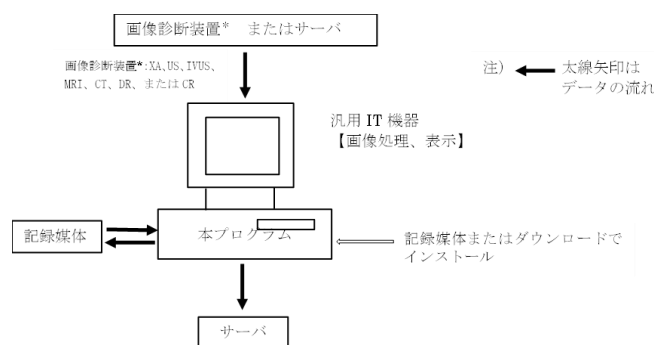 画像診断装置* またはサーバ
画像診断装置*:XA、US、IVUS、
MRI、CT、DR、またはCR
注)
太線矢印は
データの流れ
汎用 IT 機器
【画像処理、表示】
記録媒体
本プログラム
記録媒体またはダウンロードで
インストール
サーバ